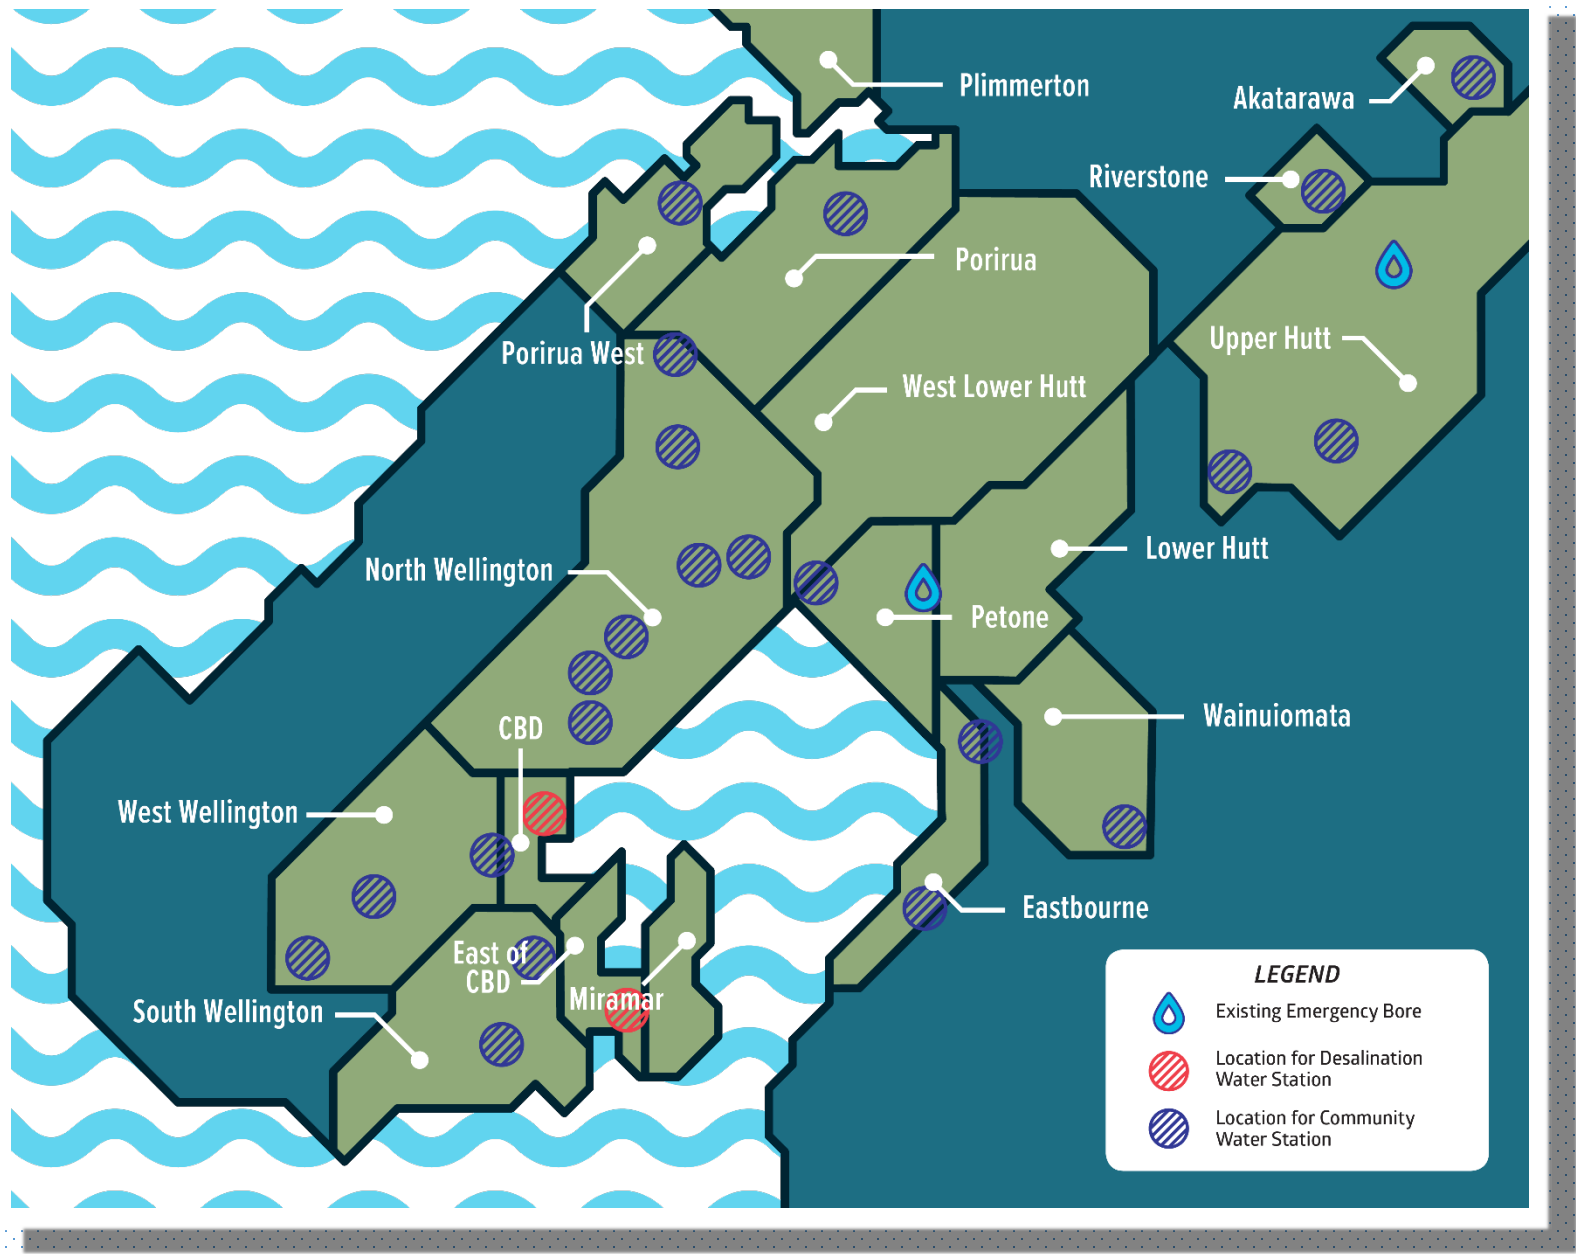 Plimmerton
Akatarawa
Riverstone
Porirua
Upper Hutt
Porirua West
West Lower Hutt
Lower Hutt
North Wellington
Petone
Wainuiomata
CBD
West Wellington
Eastbourne
East of
CBD
Miramar
South Wellington
LEGEND
Existing Emergency Bore
Location for Desalination
Water Station
Location for Community
Water Station